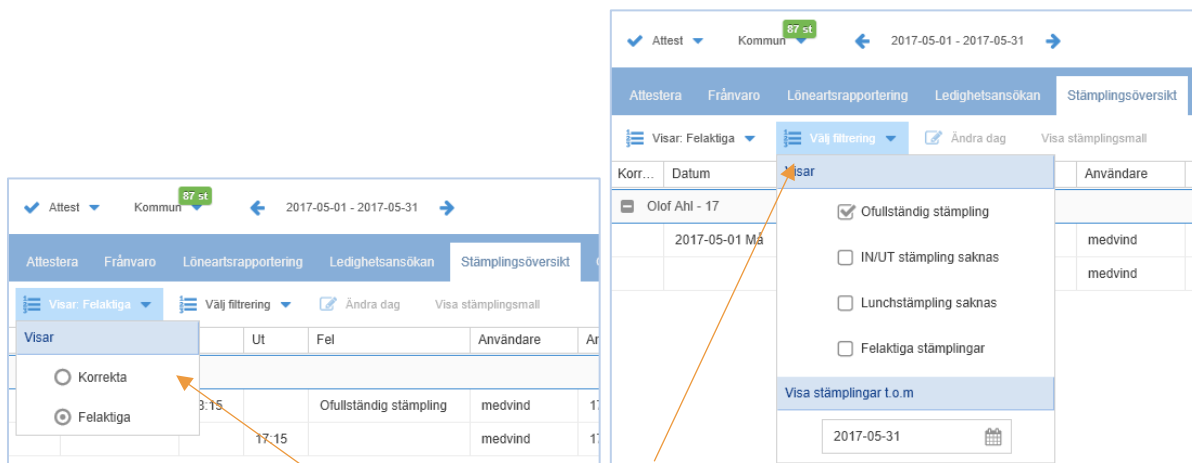 87 st
Attest Kommun 2017-05-01 - 2017-05-31
Attestera Frånvaro Löneartsrapportering Ledighetsansökan Stämplingsöversikt
Visar: Felaktiga Välj filtrering Ändra dag Visa stämplingsmall
Visar Ut Fel Användare
Korrekta
Felaktiga
:15 Ofullständig stämpling medvind
17:15 medvind
87 st
Attest Kommun 2017-05-01 - 2017-05-31
Attestera Frånvaro Löneartsrapportering Ledighetsansökan Stämplingsöversikt
Visar: Felaktiga Välj filtrering Ändra dag Visa stämplingsmall
Korr... Datum Visar Användare
Olof Ahl - 17
Ofullständig stämpling
2017-05-01 Må medvind
IN/UT stämpling saknas
medvind
Lunchstämpling saknas
Felaktiga stämplingar
Visa stämplingar t.o.m
2017-05-31